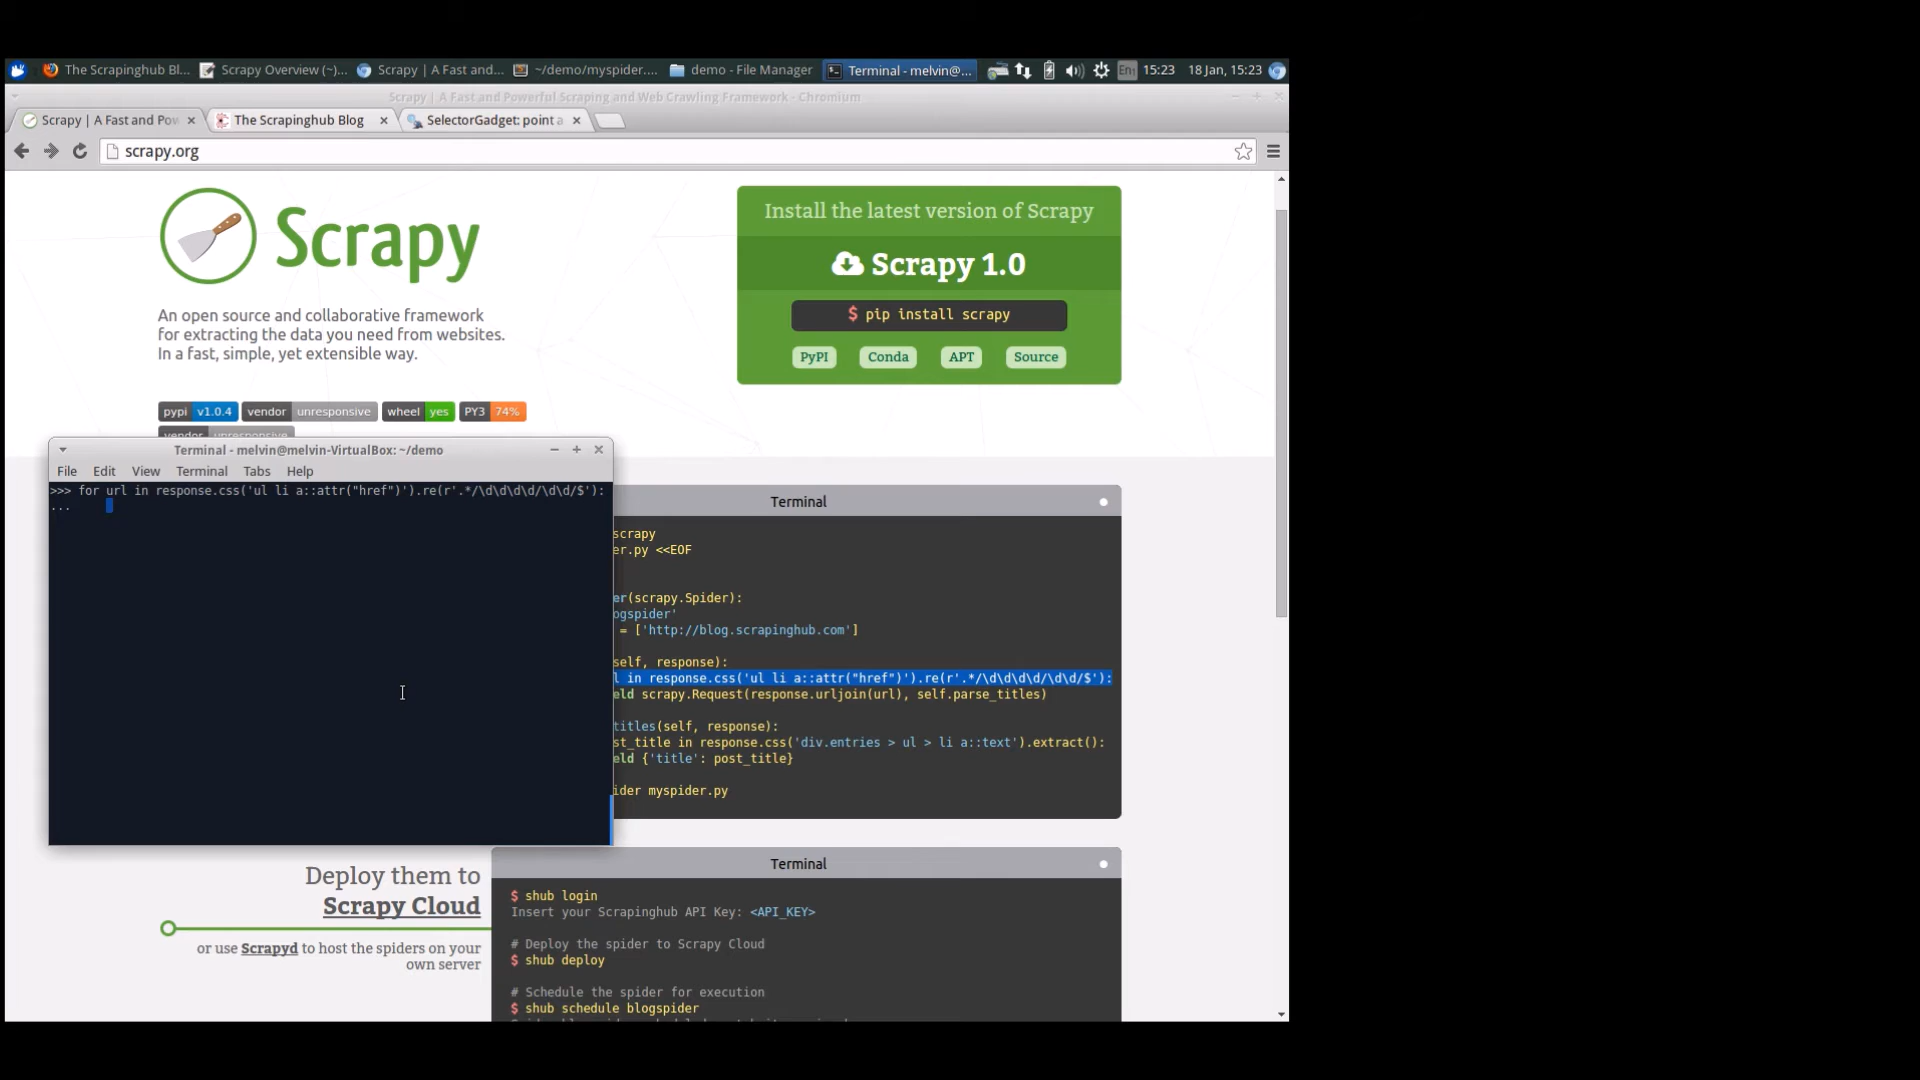 The Scrapinghub Bl...
Scrapy Overview (~)...
Scrapy | A Fast and...
~/demo/myspider....
demo - File Manager
Terminal - melvin@...
En
15:23
18 Jan, 15:23
Scrapy | A Fast and Powerful Scraping and Web Crawling Framework - Chromium
Scrapy | A Fast and Pow
The Scrapinghub Blog
SelectorGadget: point a
scrapy.org
Scrapy
An open source and collaborative framework
for extracting the data you need from websites.
In a fast, simple, yet extensible way.
pypi v1.0.4 vendor unresponsive wheel yes PY3 74%
vendor unresponsive
Install the latest version of Scrapy
Scrapy 1.0
$ pip install scrapy
PyPI Conda APT Source
Terminal - melvin@melvin-VirtualBox: ~/demo
File Edit View Terminal Tabs Help
>>> for url in response.css('ul li a::attr("href")').re(r'.*/\d\d\d\d/\d\d/$'):
...
Terminal
scrapy
er.py <<EOF
er(scrapy.Spider):
ogspider'
= ['http://blog.scrapinghub.com']
self, response):
l in response.css('ul li a::attr("href")').re(r'.*/\d\d\d\d/\d\d/$'):
eld scrapy.Request(response.urljoin(url), self.parse_titles)
titles(self, response):
st_title in response.css('div.entries > ul > li a::text').extract():
eld {'title': post_title}
ider myspider.py
Deploy them to
Scrapy Cloud
or use Scrapyd to host the spiders on your
own server
Terminal
$ shub login
Insert your Scrapinghub API Key: <API_KEY>
# Deploy the spider to Scrapy Cloud
$ shub deploy
# Schedule the spider for execution
$ shub schedule blogspider